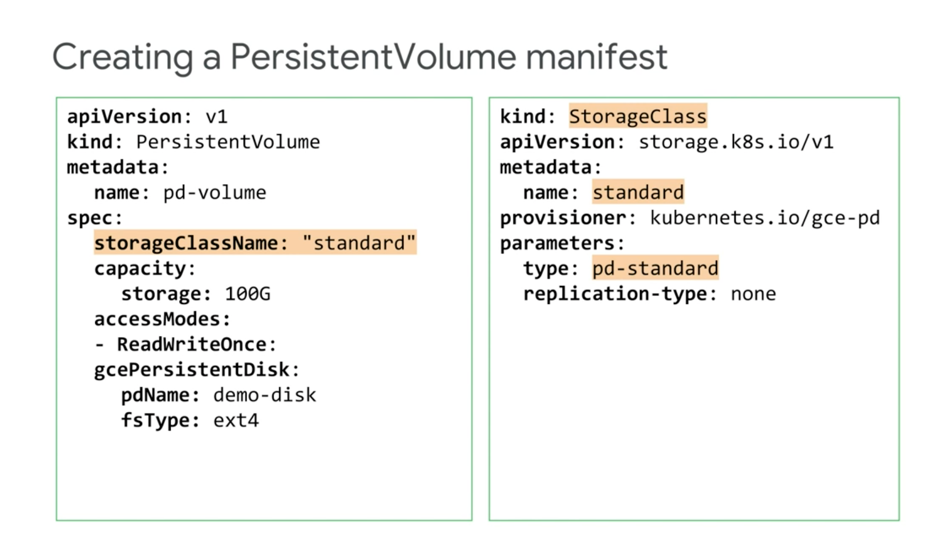 Creating a PersistentVolume manifest
apiVersion: v1
kind: PersistentVolume
metadata:
name: pd-volume
spec:
storageClassName: "standard"
capacity:
storage: 100G
accessModes:
- ReadWriteOnce:
gcePersistentDisk:
pdName: demo-disk
fsType: ext4
kind: StorageClass
apiVersion: storage.k8s.io/v1
metadata:
name: standard
provisioner: kubernetes.io/gce-pd
parameters:
type: pd-standard
replication-type: none